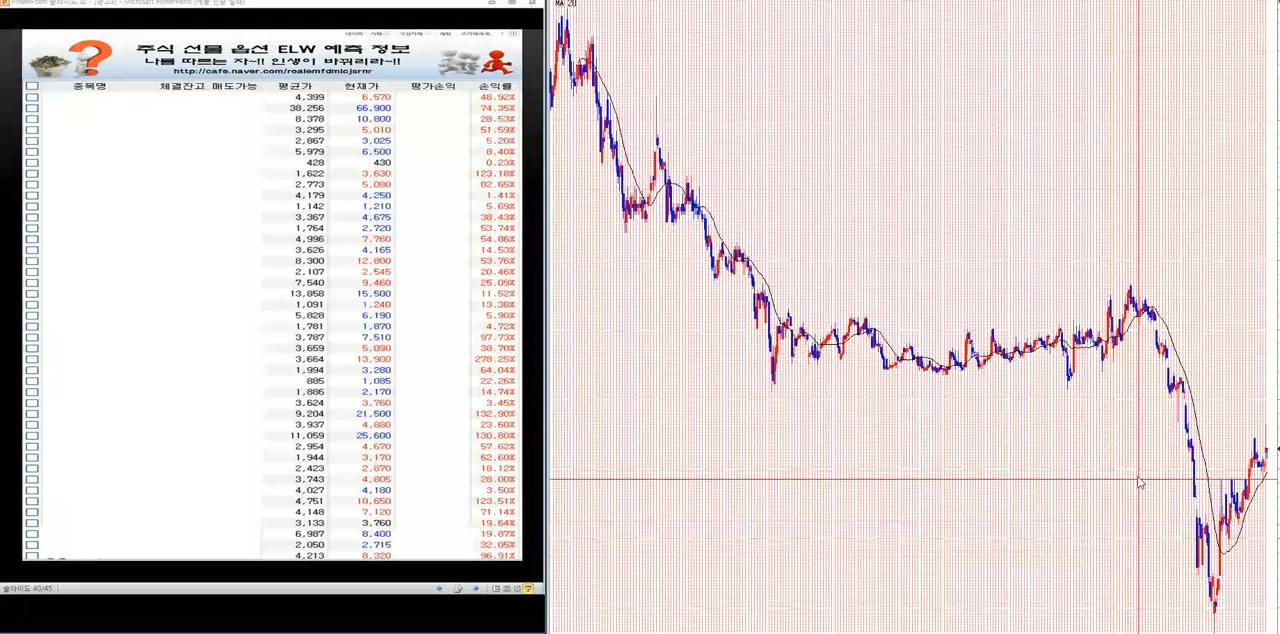 MA 20
주식 선물 옵션 ELW 예측 정보
나를 따르는 자~!! 인생이 바뀌리라~!!
종목명 체결잔고 매도가능 평균가 현재가 평가손익 손익률
4,399 6,570 48.92%
38,256 66,900 74.35%
8,378 10,800 28.53%
3,295 5,010 51.59%
2,867 3,025 5.20%
5,979 6,500 8.40%
428 430 0.23%
1,622 3,630 123.18%
2,773 5,080 82.65%
4,179 4,250 1.41%
1,142 1,210 5.69%
3,367 4,675 38.43%
1,764 2,720 53.74%
4,996 7,760 54.86%
3,626 4,165 14.53%
8,300 12,800 53.76%
2,107 2,545 20.46%
7,540 9,460 25.09%
13,858 15,500 11.52%
1,091 1,240 13.38%
5,828 6,190 5.90%
1,781 1,870 4.72%
3,787 7,510 97.73%
3,659 5,090 38.70%
3,664 13,900 278.25%
1,994 3,280 64.04%
885 1,085 22.26%
1,886 2,170 14.74%
3,624 3,760 3.45%
9,204 21,500 132.90%
3,937 4,880 23.60%
11,059 25,600 130.80%
2,954 4,670 57.62%
1,944 3,170 62.60%
2,423 2,870 18.12%
3,743 4,805 28.00%
4,027 4,180 3.50%
4,751 10,650 123.51%
4,148 7,120 71.14%
3,133 3,760 19.64%
6,987 8,400 19.87%
2,050 2,715 32.05%
4,213 8,320 96.91%
슬라이드 40/45